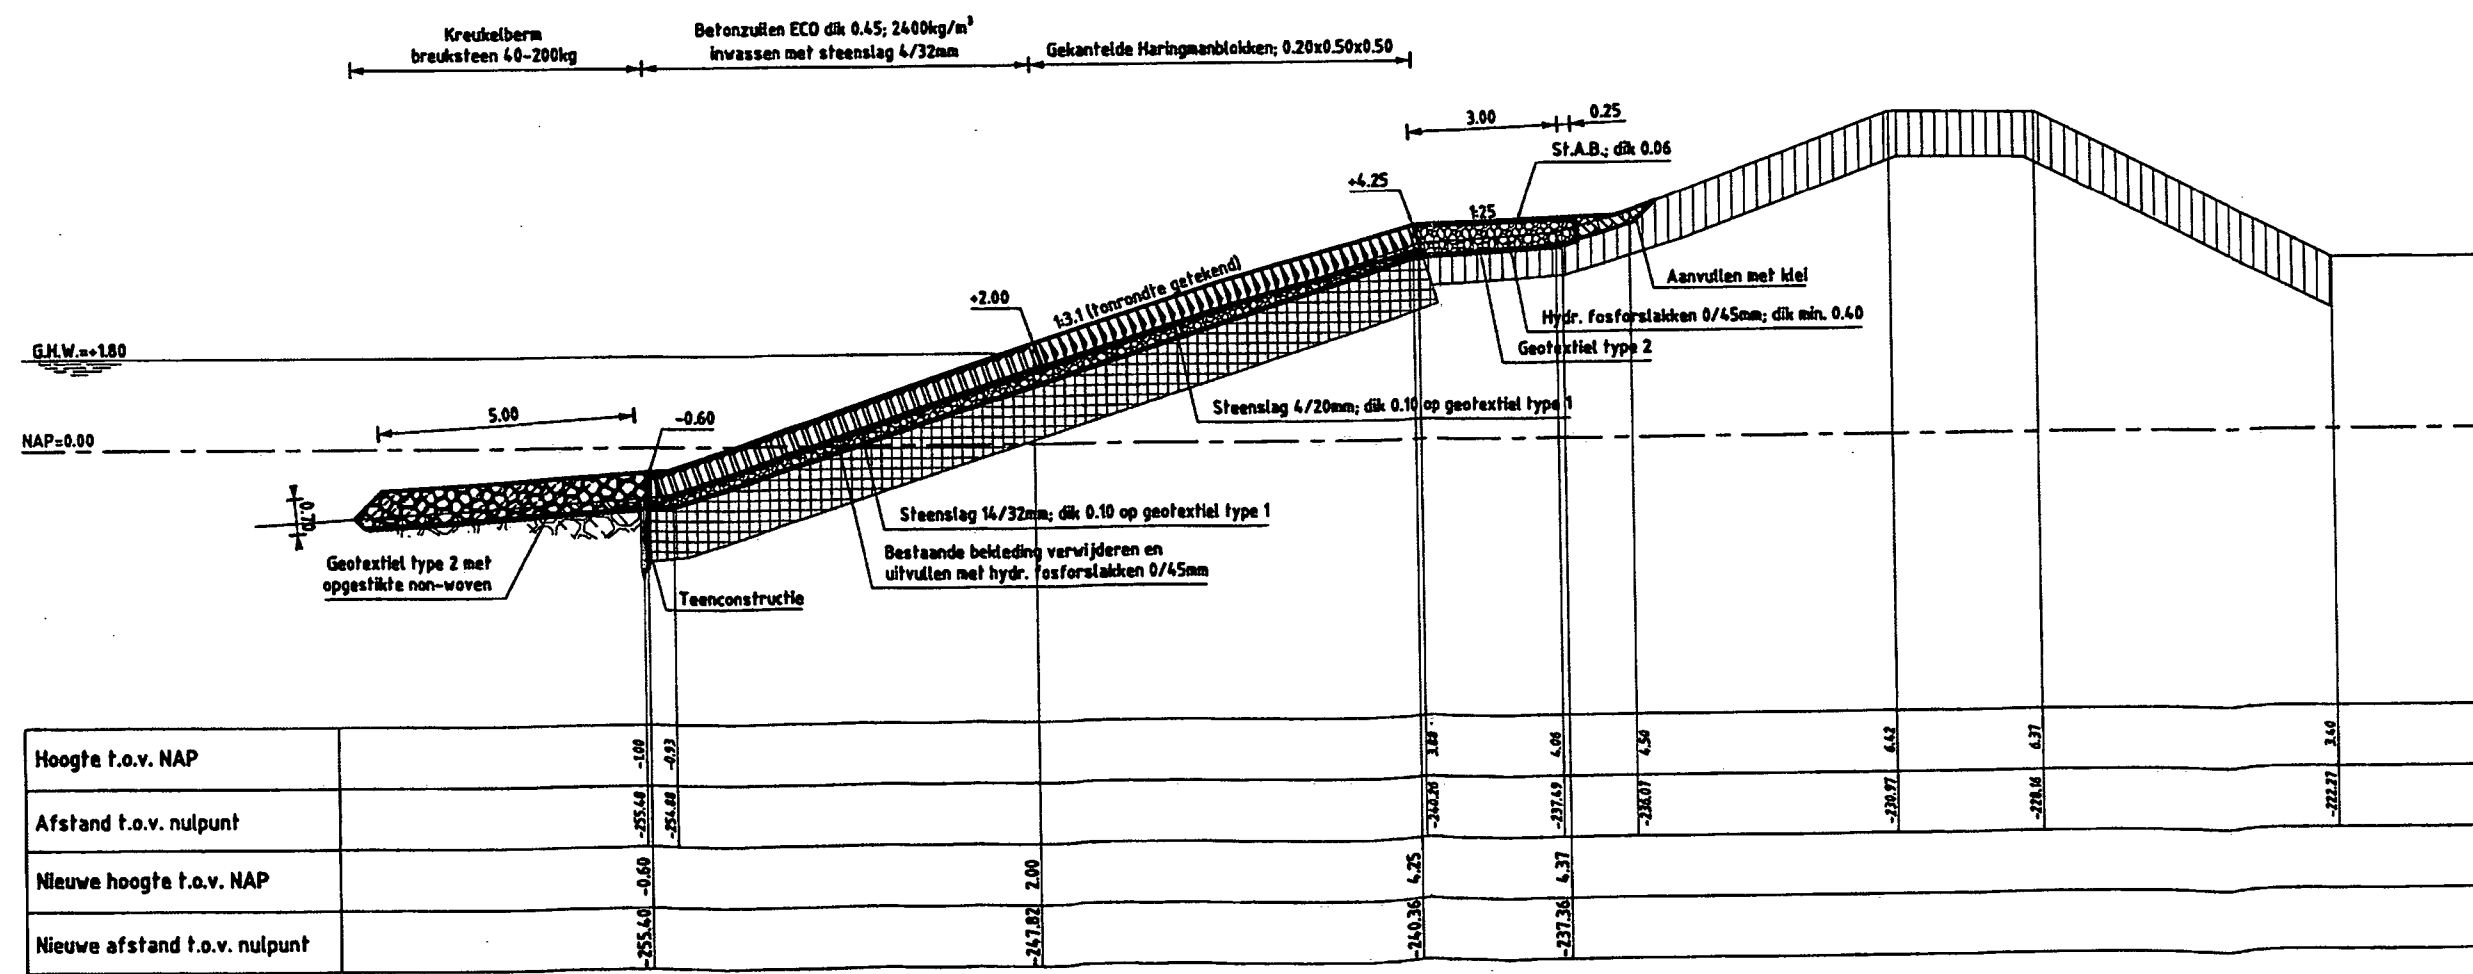 Kreukelberm
breuksteen 40-200kg
Betonzuilen ECO dik 0.45; 2400kg/m³
inwassen met steenslag 4/32mm
Gekantelde Haringmanblokken; 0.20x0.50x0.50
3.00
0.25
St.A.B.; dik 0.06
+4.25
1:25
1:3.1 (tonrondte getekend)
+2.00
Aanvullen met klei
Hydr. fosforslakken 0/45mm; dik min. 0.40
Geotextiel type 2
G.H.W.=+1.80
5.00
-0.60
Steenslag 4/20mm; dik 0.10 op geotextiel type 1
NAP=0.00
0.70
Steenslag 14/32mm; dik 0.10 op geotextiel type 1
Bestaande bekleding verwijderen en
uitvullen met hydr. fosforslakken 0/45mm
Geotextiel type 2 met
opgestikte non-woven
Teenconstructie
Hoogte t.o.v. NAP
-1.00
-0.93
3.88
4.06
4.50
6.42
6.37
3.40
Afstand t.o.v. nulpunt
-255.48
-254.88
-240.26
-237.49
-236.07
-230.97
-228.16
-222.27
Nieuwe hoogte t.o.v. NAP
-0.60
2.00
4.25
4.37
Nieuwe afstand t.o.v. nulpunt
-255.40
-247.82
-240.36
-237.36